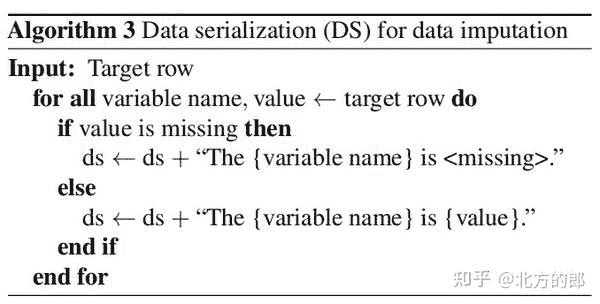 Algorithm 3 Data serialization (DS) for data imputation
Input: Target row
for all variable name, value ← target row do
if value is missing then
ds ← ds + “The {variable name} is <missing>.”
else
ds ← ds + “The {variable name} is {value}.”
end if
end for
知乎 @北方的郎